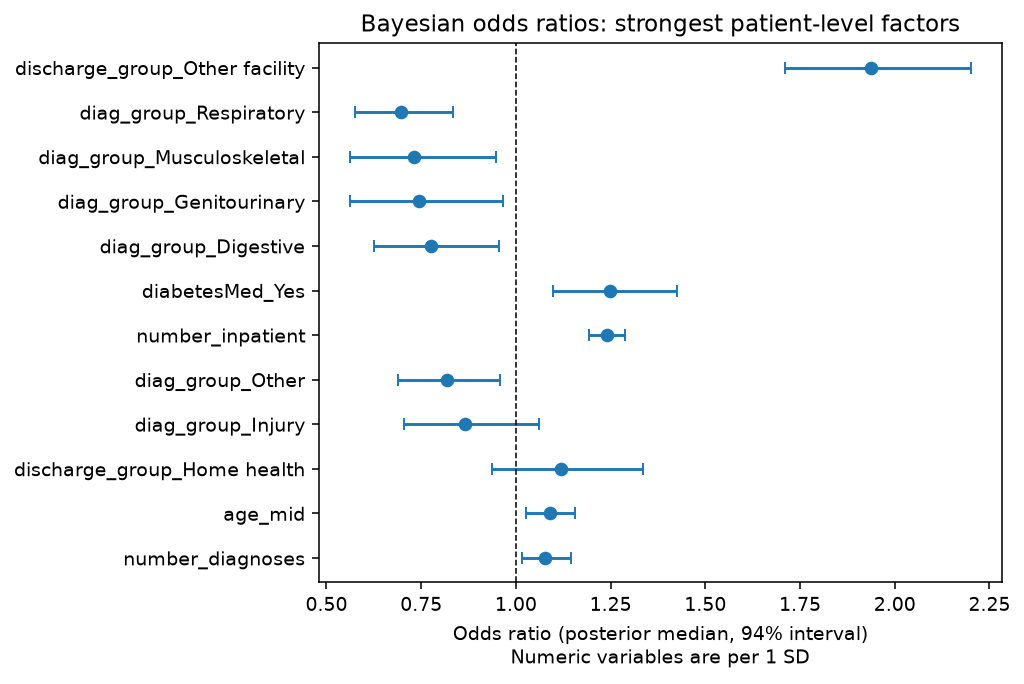 Bayesian odds ratios: strongest patient-level factors
discharge_group_Other facility
diag_group_Respiratory
diag_group_Musculoskeletal
diag_group_Genitourinary
diag_group_Digestive
diabetesMed_Yes
number_inpatient
diag_group_Other
diag_group_Injury
discharge_group_Home health
age_mid
number_diagnoses
0.50 0.75 1.00 1.25 1.50 1.75 2.00 2.25
Odds ratio (posterior median, 94% interval)
Numeric variables are per 1 SD